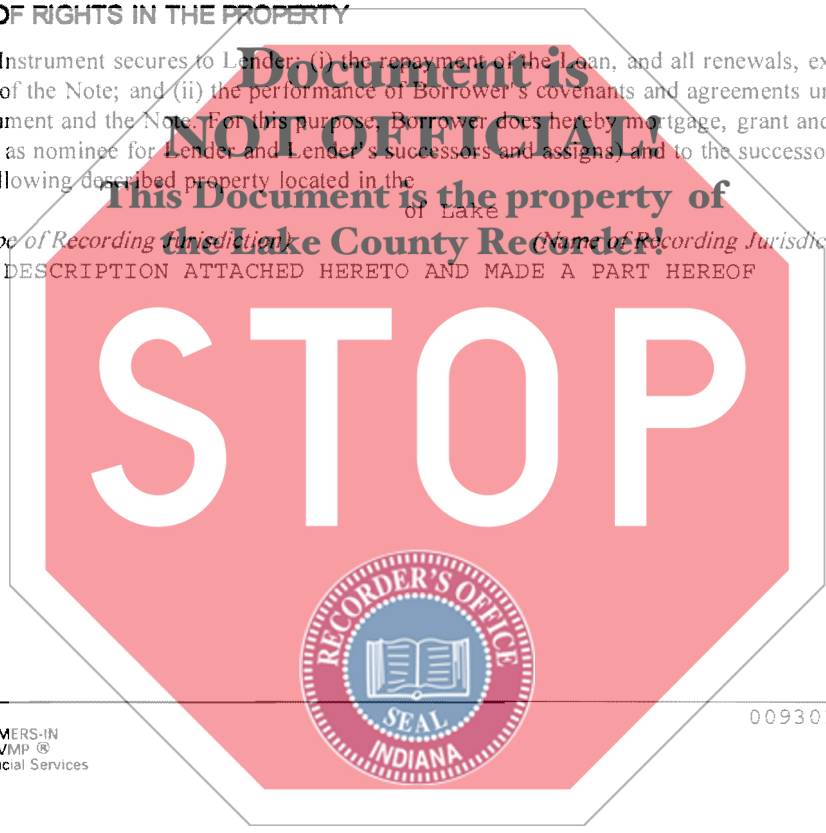 OF RIGHTS IN THE PROPERTY
Instrument secures to Lender: (i) the repayment of the Loan, and all renewals, ex
of the Note; and (ii) the performance of Borrower's covenants and agreements u
ment and the Note. For this purpose, Borrower does hereby mortgage, grant and
as nominee for Lender and Lender's successors and assigns) and to the successo
llowing described property located in the
of Lake
pe of Recording Jurisdiction) (Name of Recording Jurisdic
DESCRIPTION ATTACHED HERETO AND MADE A PART HEREOF
Document is
NOT OFFICIAL!
This Document is the property of
the Lake County Recorder!
STOP
RECORDER'S OFFICE
SEAL
INDIANA
00930
MERS-IN
VMP ®
cial Services